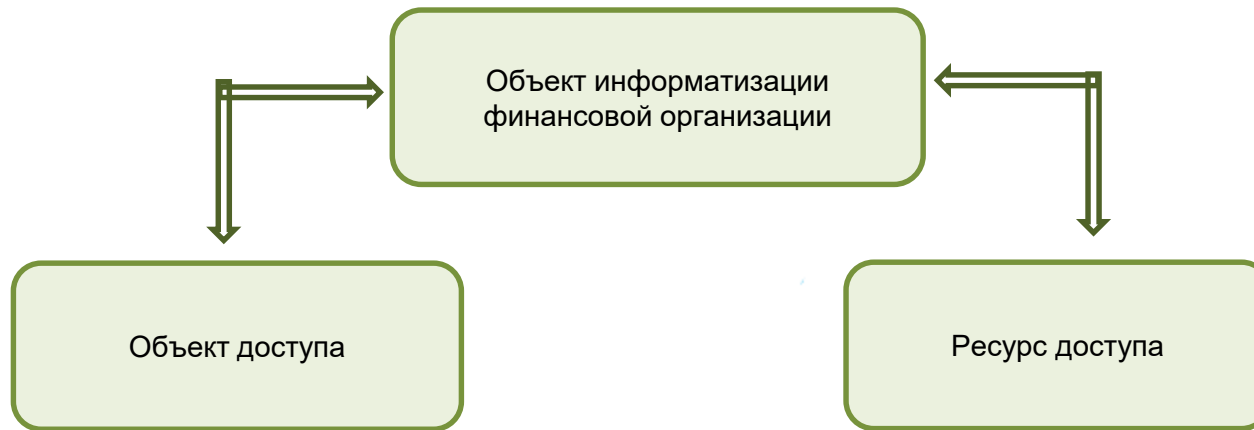 Объект информатизации
финансовой организации
Объект доступа
Ресурс доступа